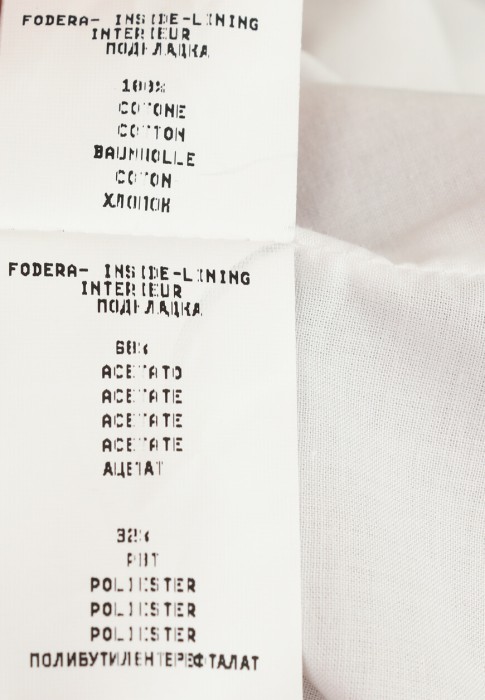 FODERA- INSIDE-LINING
INTERIEUR
ПОДКЛАДКА
100%
COTONE
COTTON
BAUMWOLLE
COTON
ХЛОПОК
FODERA- INSIDE-LINING
INTERIEUR
ПОДКЛАДКА
68%
ACETATO
ACETATE
ACETATE
ACETATE
АЦЕТАТ
32%
PBT
POLIESTER
POLIESTER
POLIESTER
ПОЛИБУТИЛЕНТЕРЕФТАЛАТ